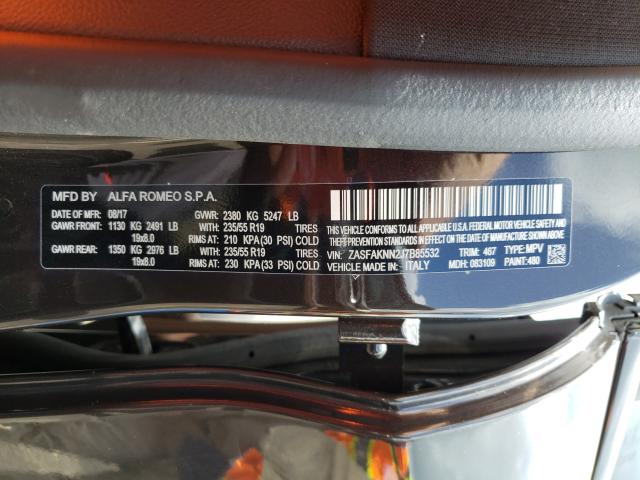 MFD BY ALFA ROMEO S.P.A.
DATE OF MFR: 08/17 GVWR: 2380 KG 5247 LB
GAWR FRONT: 1130 KG 2491 LB WITH: 235/55 R19 TIRES
19x8.0 RIMS AT: 210 KPA(30 PSI) COLD
GAWR REAR: 1350 KG 2976 LB WITH: 235/55 R19 TIRES
19x8.0 RIMS AT: 230 KPA(33 PSI) COLD
THIS VEHICLE CONFORMS TO ALL APPLICABLE U.S.A. FEDERAL MOTOR VEHICLE SAFETY
AND THEFT PREVENTION STANDARDS IN EFFECT ON THE DATE OF MANUFACTURE SHOWN ABOVE.
VIN: ZASFAKNN2J7B85532 TRIM: 467 TYPE: MPV
VEHICLE MADE IN: ITALY MDH: 083109 PAINT: 480